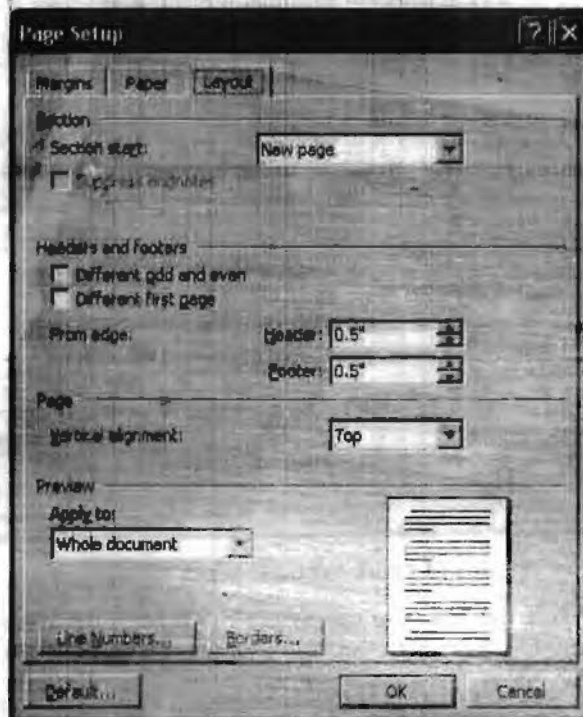 Page Setup
Margins Paper Layout
Section
Section start: New page
Suppress endnotes
Headers and footers
Different odd and even
Different first page
From edge: Header: 0.5"
Footer: 0.5"
Page
Vertical alignment: Top
Preview
Apply to:
Whole document
Line Numbers... Borders...
Default... OK Cancel